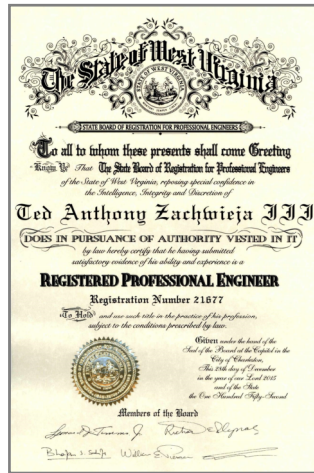 The State of West Virginia
STATE OF WEST VIRGINIA
STATE BOARD OF REGISTRATION FOR PROFESSIONAL ENGINEERS
To all to whom these presents shall come Greeting
Know Ye That The State Board of Registration for Professional Engineers
of the State of West Virginia, reposing special confidence in
the Intelligence, Integrity and Discretion of
Ted Anthony Zachwieja III
DOES IN PURSUANCE OF AUTHORITY VESTED IN IT
by law hereby certify that he having submitted
satisfactory evidence of his ability and experience is a
REGISTERED PROFESSIONAL ENGINEER
Registration Number 21677
To Hold and use such title in the practice of his profession,
subject to the conditions prescribed by law.
Given under the hand of the
Seal of the Board at the Capitol in the
City of Charleston,
This 28th day of December
in the year of our Lord 2015
and of the State
the One Hundred Fifty-Second
Members of the Board